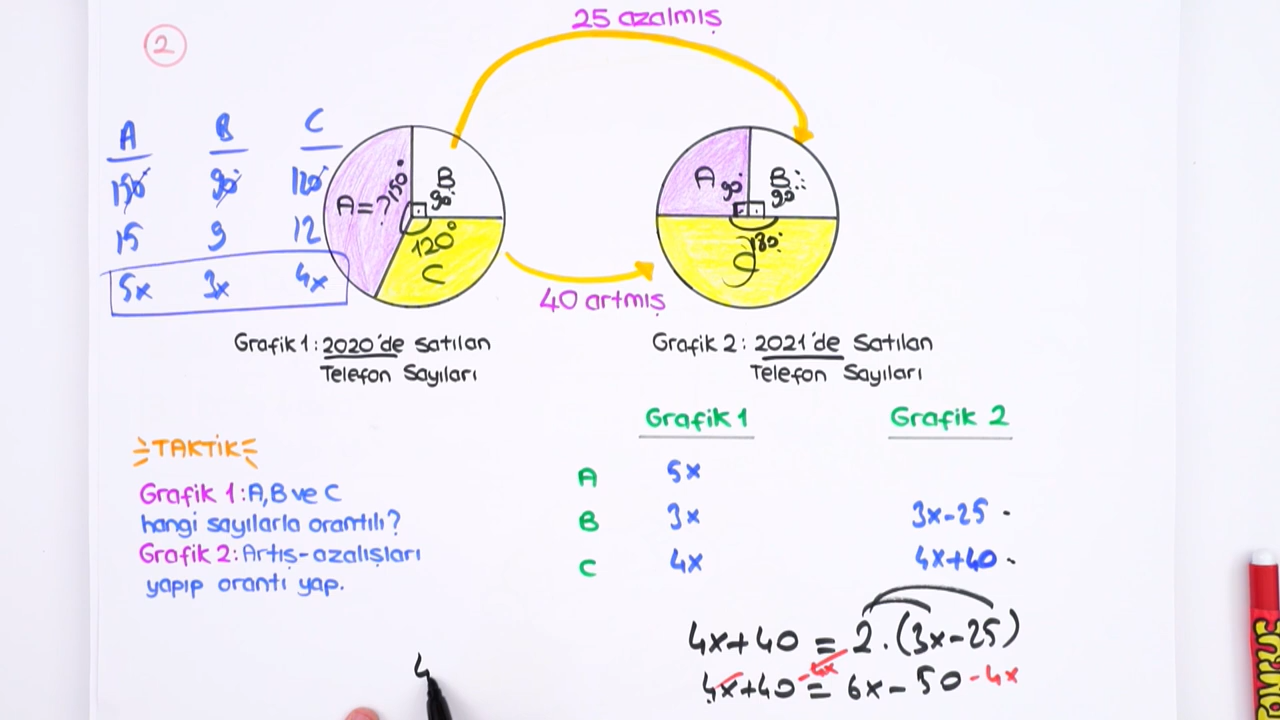 25 azalmış
2
A B C
150° 90° 120°
15 9 12
5x 3x 4x
A=? 150°
B
90°
120°
C
A 90°
B
90°
180°
40 artmış
Grafik 1: 2020'de Satılan
Telefon Sayıları
Grafik 2: 2021'de Satılan
Telefon Sayıları
Grafik 1 Grafik 2
A 5x
B 3x 3x-25
C 4x 4x+40
TAKTİK
Grafik 1: A, B ve C
hangi sayılarla orantılı?
Grafik 2: Artış-azalışları
yapıp orantı yap.
4x+40 = 2.(3x-25)
-4x
4x+40 = 6x-50 -4x
4